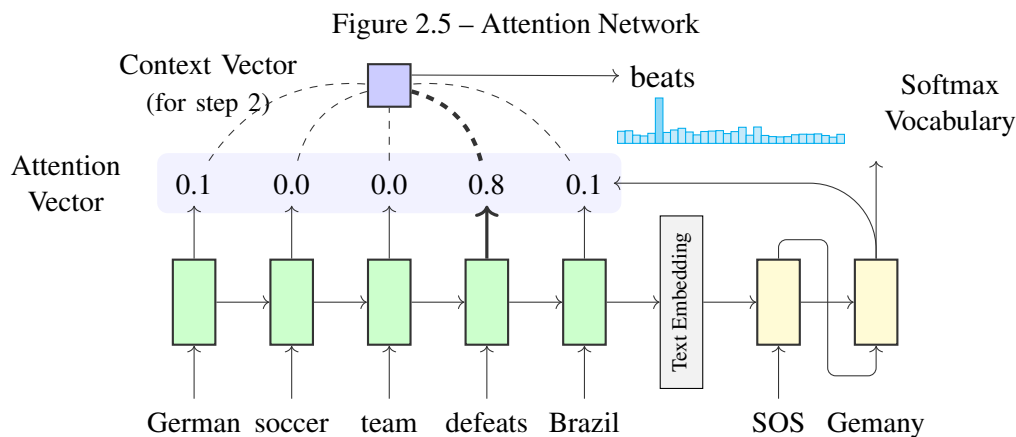 Figure 2.5 – Attention Network
Context Vector
(for step 2)
beats
Softmax
Vocabulary
Attention
Vector
0.1 0.0 0.0 0.8 0.1
Text Embedding
German soccer team defeats Brazil SOS Gemany